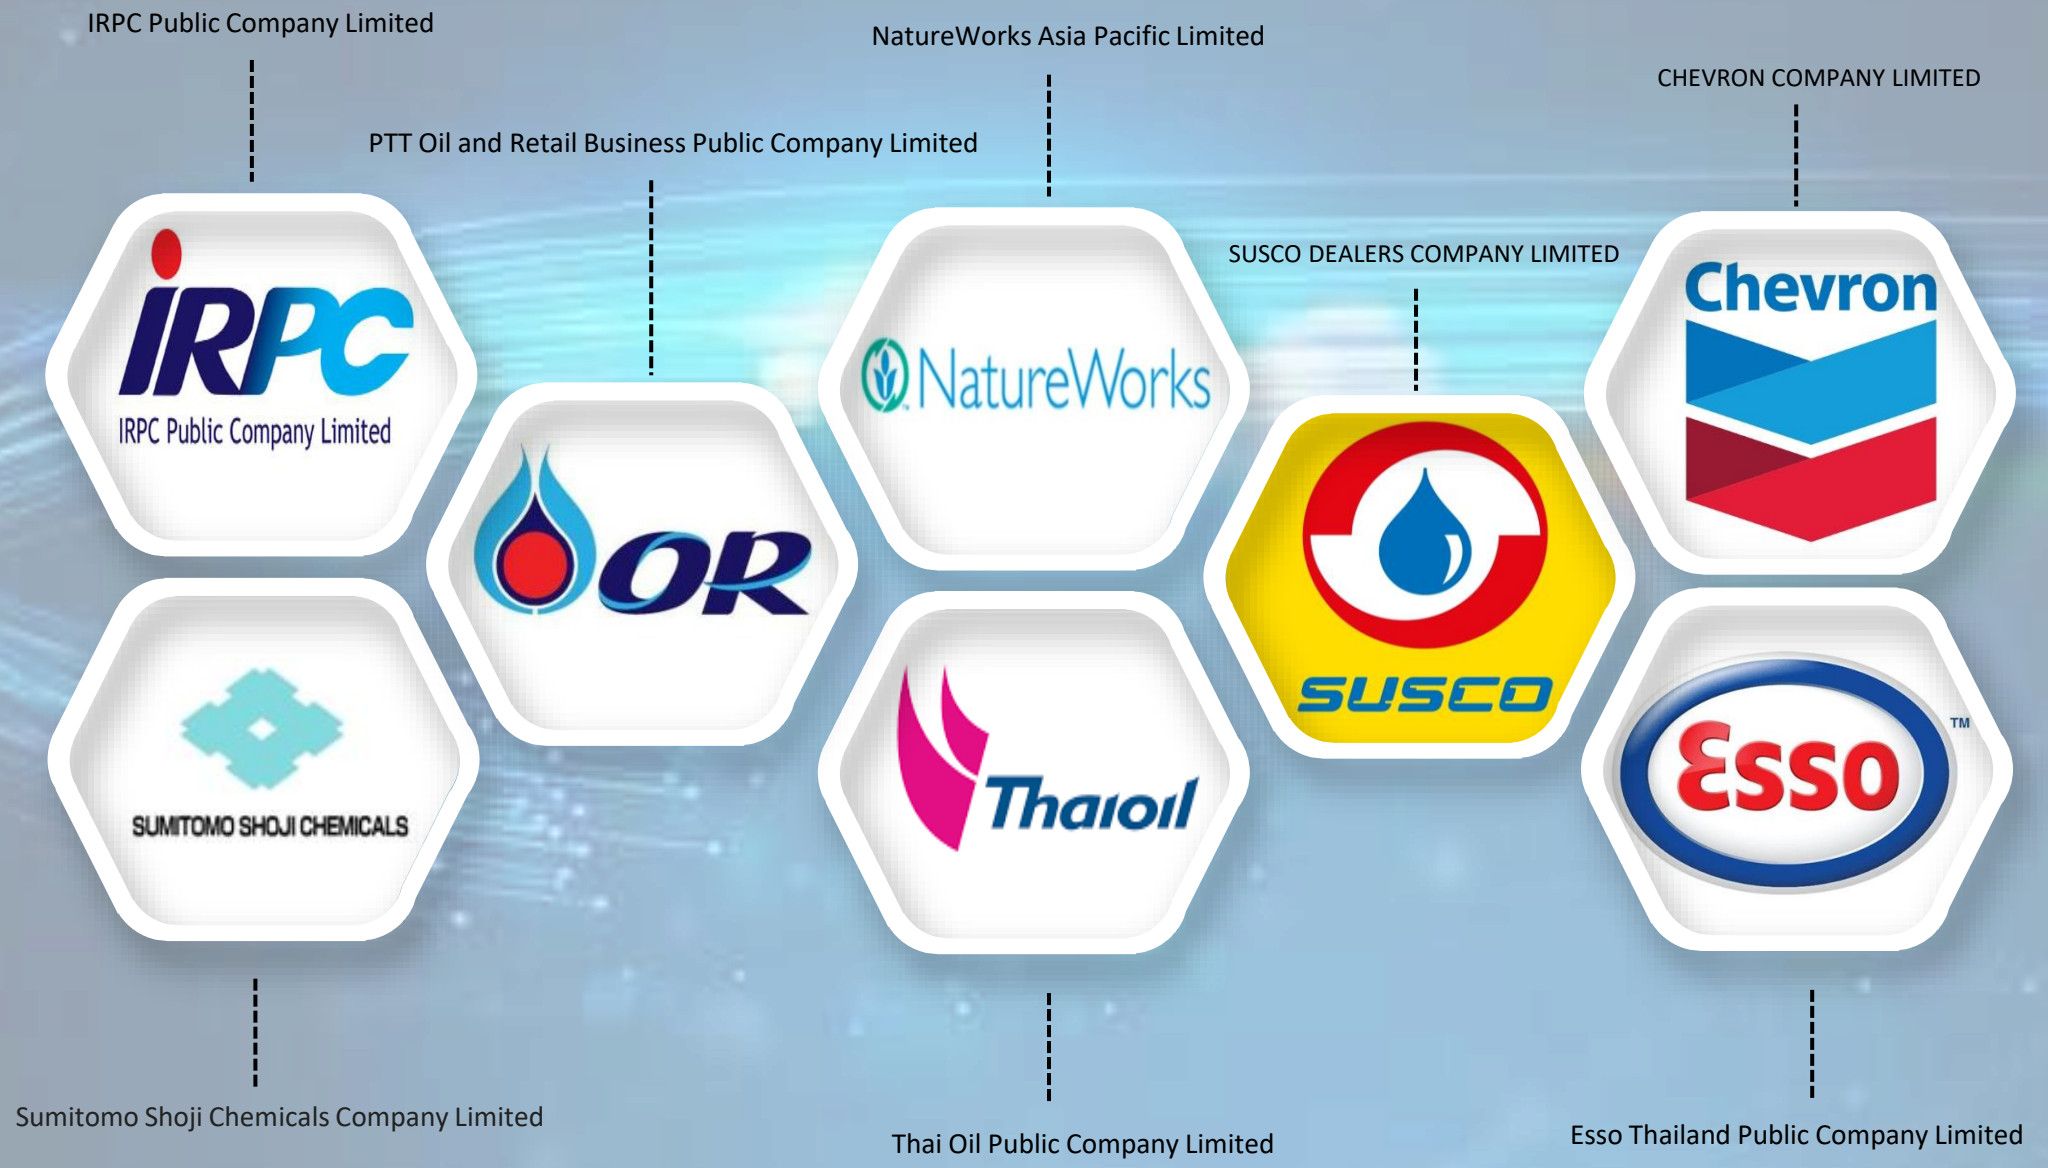 IRPC Public Company Limited
NatureWorks Asia Pacific Limited
CHEVRON COMPANY LIMITED
PTT Oil and Retail Business Public Company Limited
SUSCO DEALERS COMPANY LIMITED
IRPC
IRPC Public Company Limited
OR
NatureWorks
SUSCO
Chevron
SUMITOMO SHOJI CHEMICALS
Thaioil
Esso TM
Sumitomo Shoji Chemicals Company Limited
Thai Oil Public Company Limited
Esso Thailand Public Company Limited